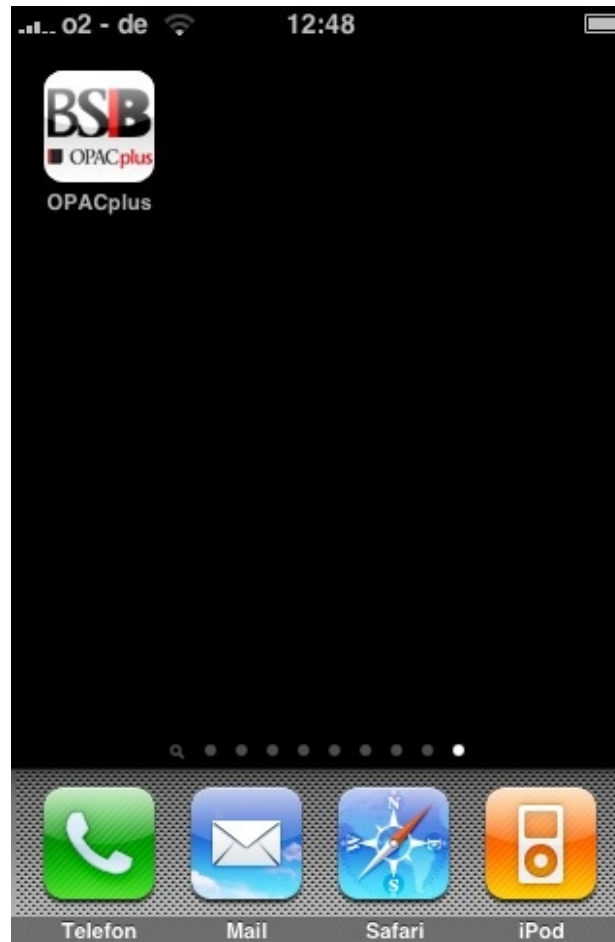 o2 - de 12:48
BSB
OPACplus
OPACplus
N
W E
S
Telefon Mail Safari iPod